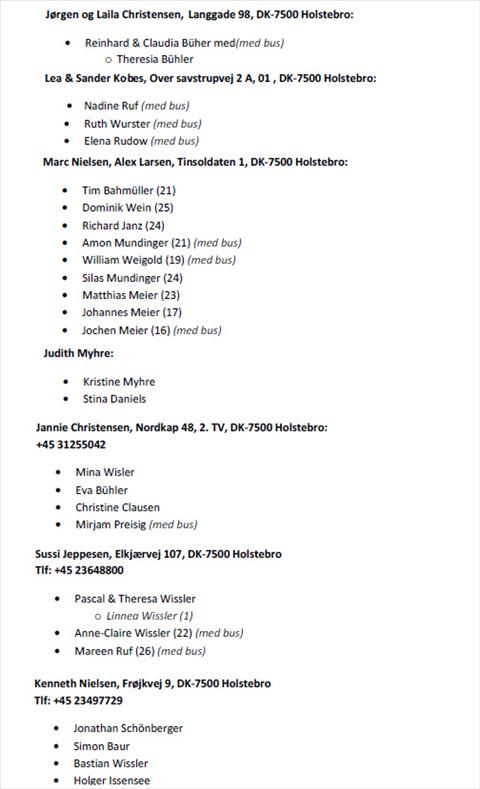 Jørgen og Laila Christensen, Langgade 98, DK-7500 Holstebro:
• Reinhard & Claudia Büher med(med bus)
o Theresia Bühler
Lea & Sander Kobes, Over savstrupvej 2 A, 01 , DK-7500 Holstebro:
• Nadine Ruf (med bus)
• Ruth Wurster (med bus)
• Elena Rudow (med bus)
Marc Nielsen, Alex Larsen, Tinsoldaten 1, DK-7500 Holstebro:
• Tim Bahmüller (21)
• Dominik Wein (25)
• Richard Janz (24)
• Amon Mundinger (21) (med bus)
• William Weigold (19) (med bus)
• Silas Mundinger (24)
• Matthias Meier (23)
• Johannes Meier (17)
• Jochen Meier (16) (med bus)
Judith Myhre:
• Kristine Myhre
• Stina Daniels
Jannie Christensen, Nordkap 48, 2. TV, DK-7500 Holstebro:
+45 31255042
• Mina Wisler
• Eva Bühler
• Christine Clausen
• Mirjam Preisig (med bus)
Sussi Jeppesen, Elkjærvej 107, DK-7500 Holstebro
Tlf: +45 23648800
• Pascal & Theresa Wissler
o Linnea Wissler (1)
• Anne-Claire Wissler (22) (med bus)
• Mareen Ruf (26) (med bus)
Kenneth Nielsen, Frøjkvej 9, DK-7500 Holstebro
Tlf: +45 23497729
• Jonathan Schönberger
• Simon Baur
• Bastian Wissler
• Holger Issensee